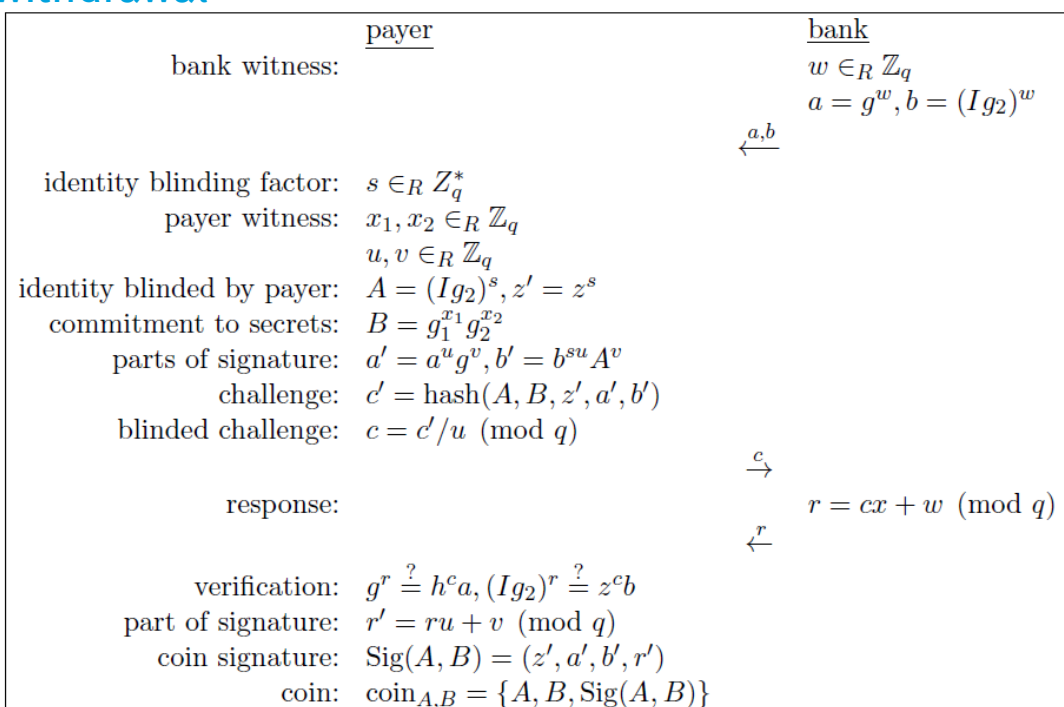 withdrawal
payer bank
bank witness: w ∈_R ℤ_q
a = g^w, b = (Ig_2)^w
←^{a,b}
identity blinding factor: s ∈_R Z_q^*
payer witness: x_1, x_2 ∈_R ℤ_q
u, v ∈_R ℤ_q
identity blinded by payer: A = (Ig_2)^s, z' = z^s
commitment to secrets: B = g_1^{x_1} g_2^{x_2}
parts of signature: a' = a^u g^v, b' = b^{su} A^v
challenge: c' = hash(A, B, z', a', b')
blinded challenge: c = c'/u (mod q)
→^c
response: r = cx + w (mod q)
←^r
verification: g^r ≟ h^c a, (Ig_2)^r ≟ z^c b
part of signature: r' = ru + v (mod q)
coin signature: Sig(A, B) = (z', a', b', r')
coin: coin_{A,B} = {A, B, Sig(A, B)}